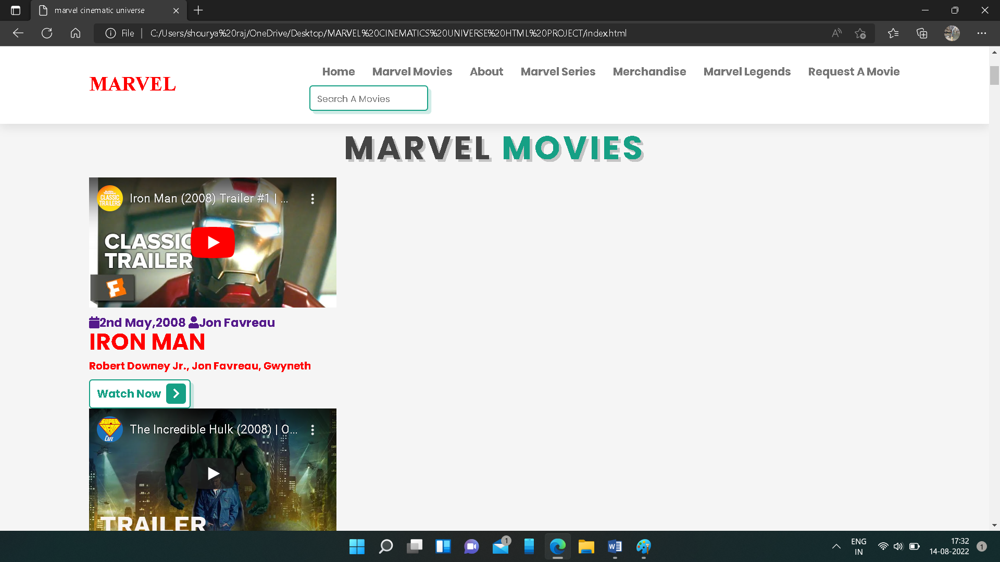 marvel cinematic universe
File | C:/Users/shourya%20raj/OneDrive/Desktop/MARVEL%20CINEMATICS%20UNIVERSE%20HTML%20PROJECT/index.html
MARVEL
Home Marvel Movies About Marvel Series Merchandise Marvel Legends Request A Movie
Search A Movies
MARVEL MOVIES
CLASSIC TRAILERS
Iron Man (2008) Trailer #1 | ...
CLASSIC
TRAILER
2nd May,2008 Jon Favreau
IRON MAN
Robert Downey Jr., Jon Favreau, Gwyneth
Watch Now
SUPER HERO CAFE
The Incredible Hulk (2008) | O...
TRAILER
1
W
ENG
IN
17:32
14-08-2022
1